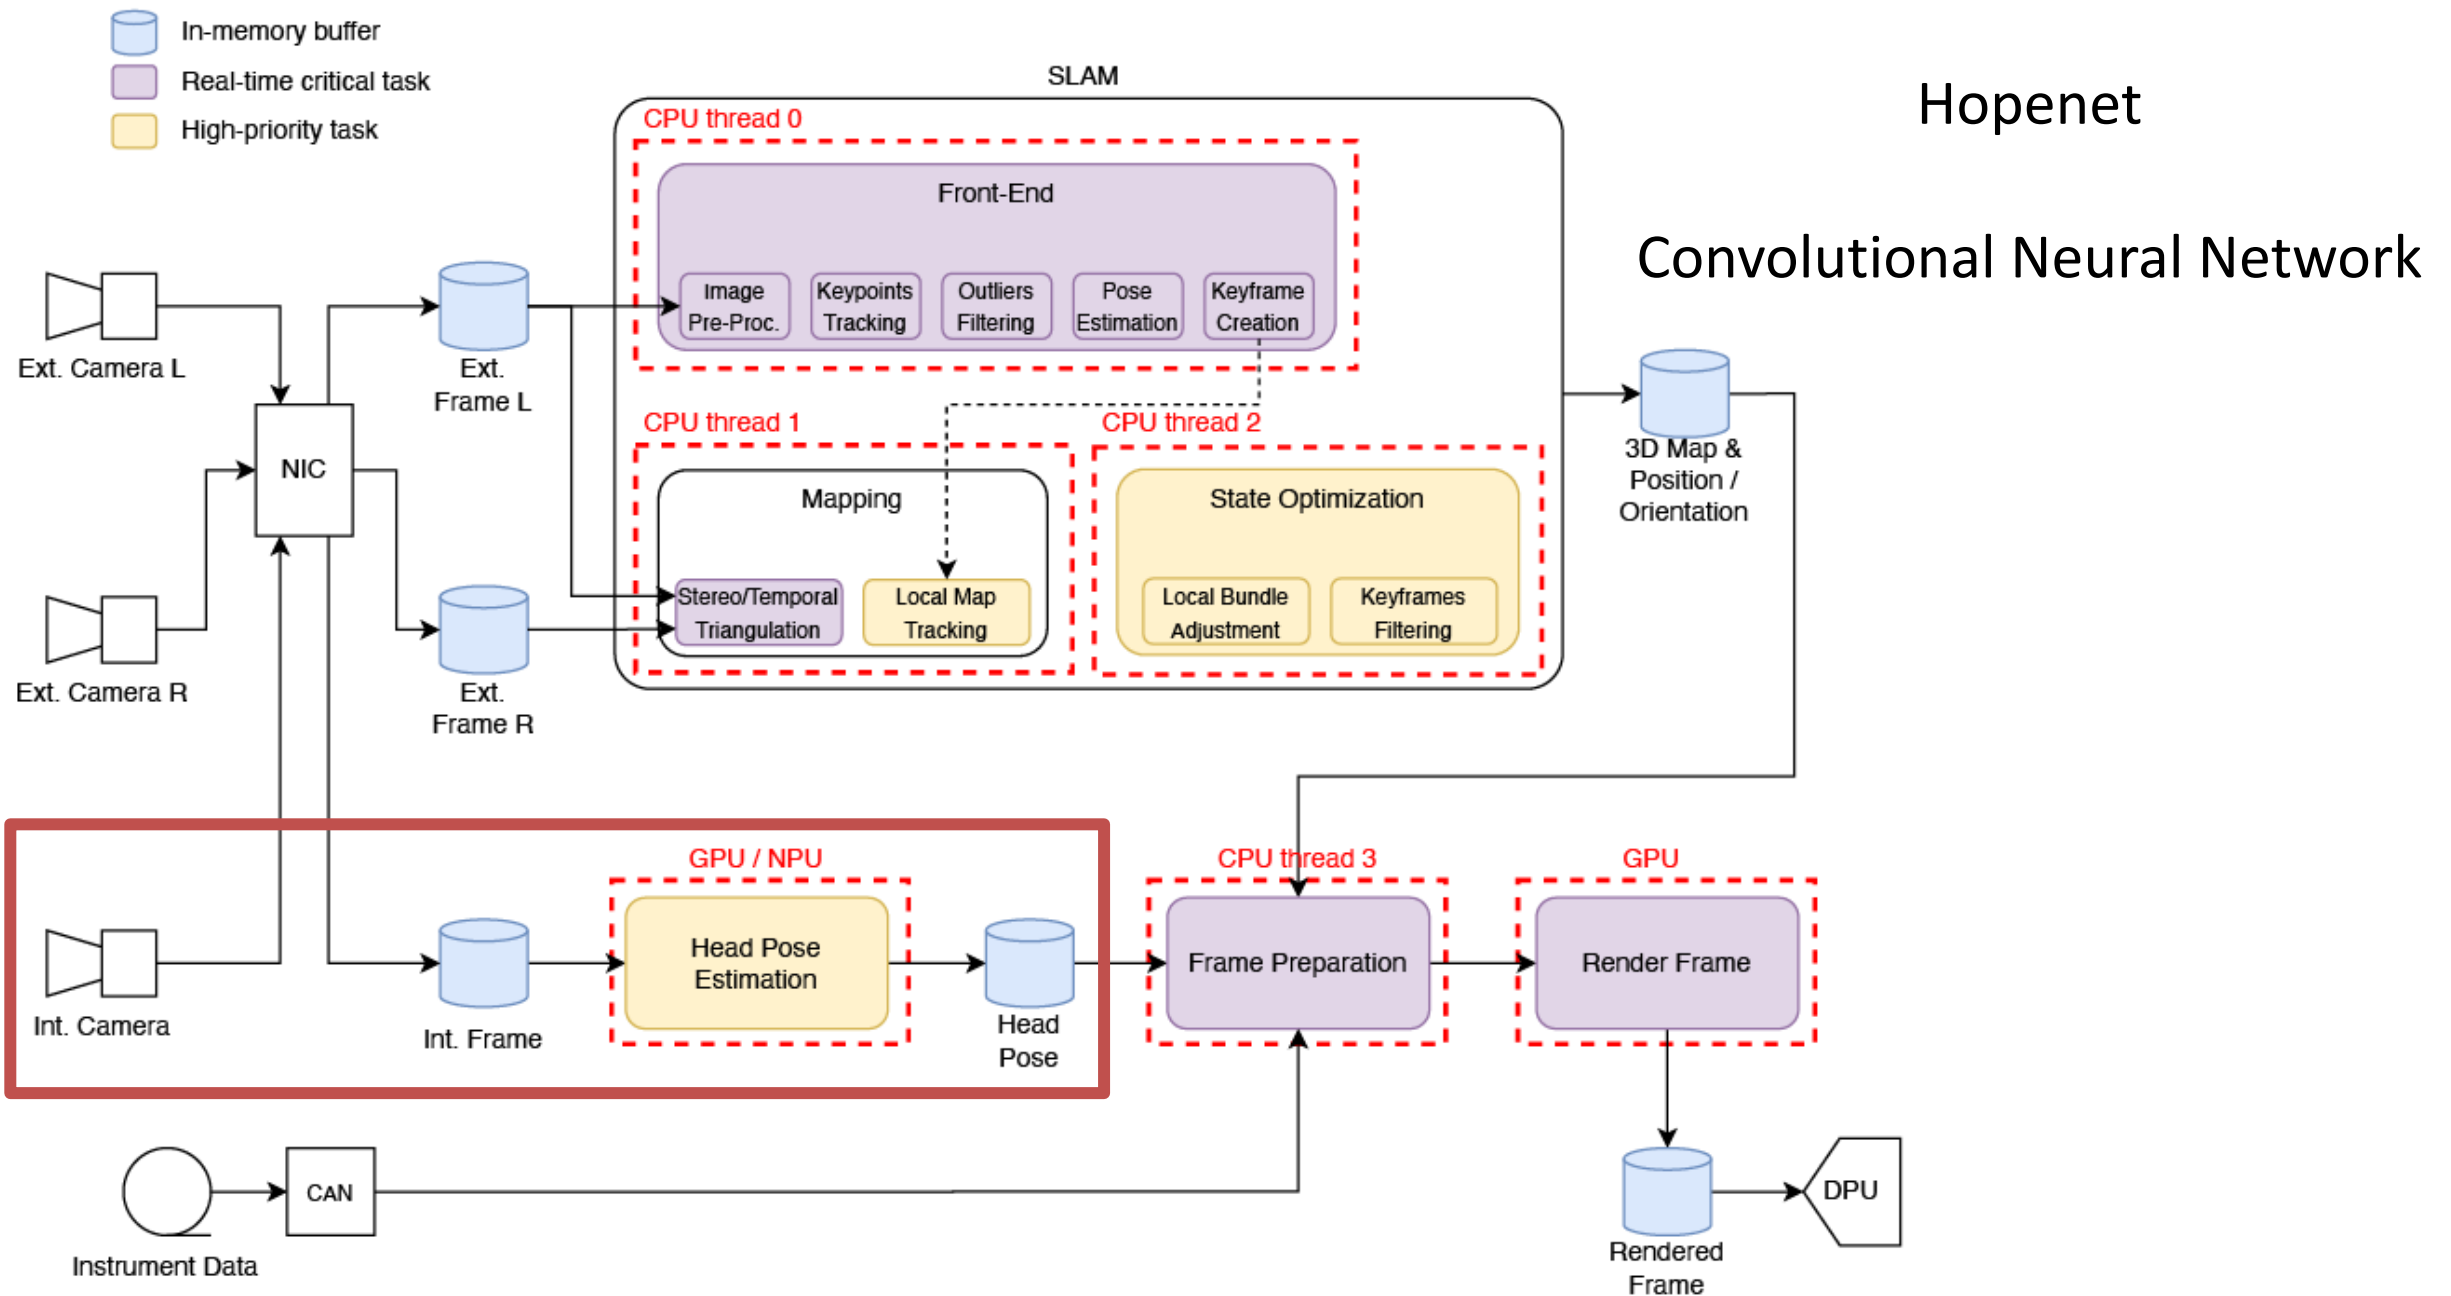 In-memory buffer
Real-time critical task
High-priority task
Hopenet
Convolutional Neural Network
SLAM
CPU thread 0
Front-End
Image
Pre-Proc.
Keypoints
Tracking
Outliers
Filtering
Pose
Estimation
Keyframe
Creation
Ext. Camera L
Ext.
Frame L
NIC
CPU thread 1
Mapping
Stereo/Temporal
Triangulation
Local Map
Tracking
CPU thread 2
State Optimization
Local Bundle
Adjustment
Keyframes
Filtering
3D Map &
Position /
Orientation
Ext. Camera R
Ext.
Frame R
Int. Camera
Int. Frame
GPU / NPU
Head Pose
Estimation
Head
Pose
CPU thread 3
Frame Preparation
GPU
Render Frame
Instrument Data
CAN
Rendered
Frame
DPU